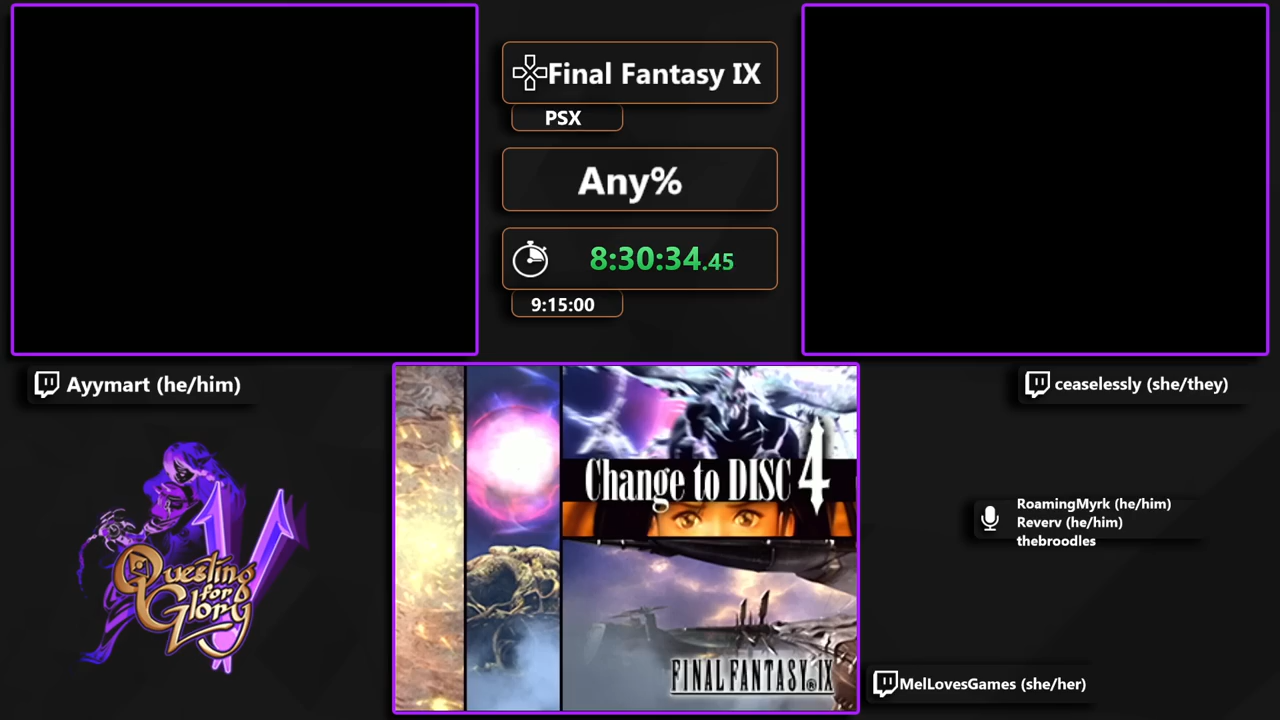 Final Fantasy IX
PSX
Any%
8:30:34.45
9:15:00
Ayymart (he/him)
ceaselessly (she/they)
Change to DISC 4
FINAL FANTASY® IX
Questing
for
Glory
V
RoamingMyrk (he/him)
Reverv (he/him)
thebroodles
MelLovesGames (she/her)